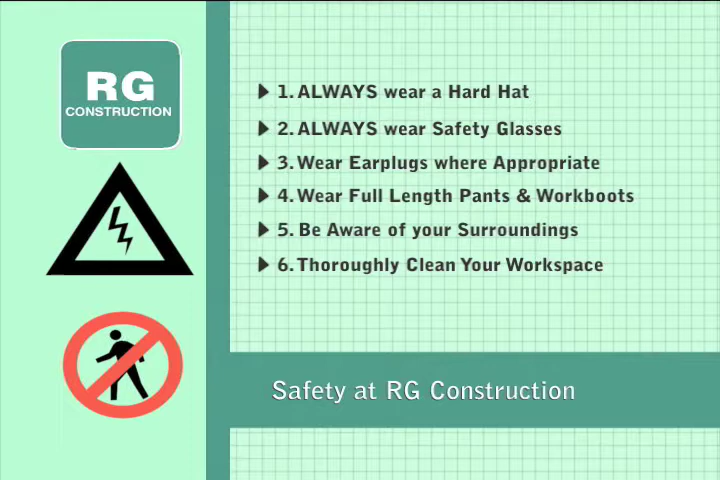 RG
CONSTRUCTION
1. ALWAYS wear a Hard Hat
2. ALWAYS wear Safety Glasses
3. Wear Earplugs where Appropriate
4. Wear Full Length Pants & Workboots
5. Be Aware of your Surroundings
6. Thoroughly Clean Your Workspace
Safety at RG Construction